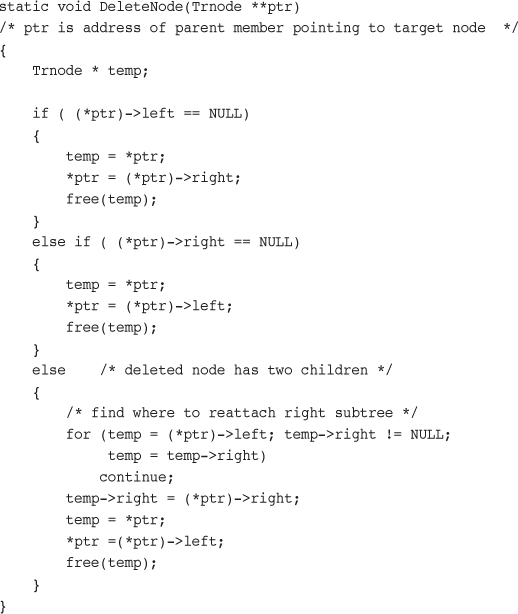 static void DeleteNode(Trnode **ptr)
/* ptr is address of parent member pointing to target node  */
{
    Trnode * temp;

    if ( (*ptr)->left == NULL)
    {
        temp = *ptr;
        *ptr = (*ptr)->right;
        free(temp);
    }
    else if ( (*ptr)->right == NULL)
    {
        temp = *ptr;
        *ptr = (*ptr)->left;
        free(temp);
    }
    else    /* deleted node has two children */
    {
        /* find where to reattach right subtree */
        for (temp = (*ptr)->left; temp->right != NULL;
             temp = temp->right)
            continue;
        temp->right = (*ptr)->right;
        temp = *ptr;
        *ptr =(*ptr)->left;
        free(temp);
    }
}